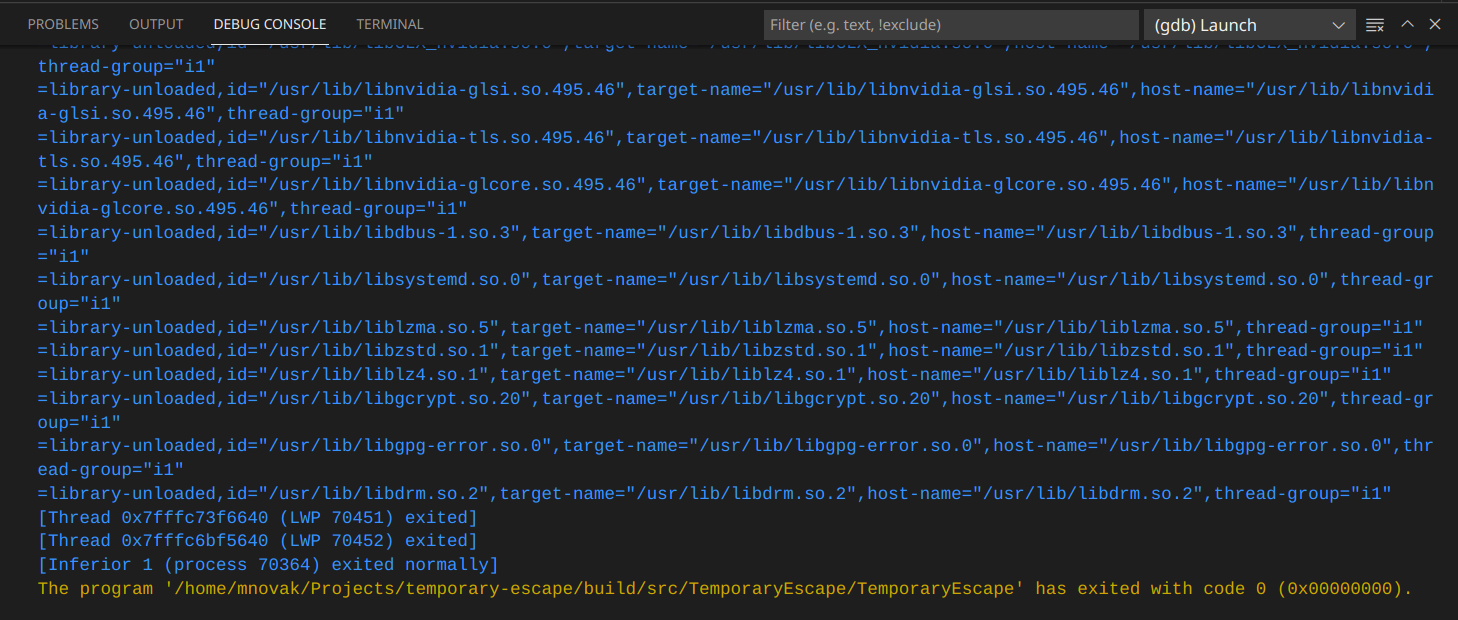 PROBLEMS OUTPUT DEBUG CONSOLE TERMINAL Filter (e.g. text, !exclude) (gdb) Launch
thread-group="i1"
=library-unloaded,id="/usr/lib/libnvidia-glsi.so.495.46",target-name="/usr/lib/libnvidia-glsi.so.495.46",host-name="/usr/lib/libnvidi
a-glsi.so.495.46",thread-group="i1"
=library-unloaded,id="/usr/lib/libnvidia-tls.so.495.46",target-name="/usr/lib/libnvidia-tls.so.495.46",host-name="/usr/lib/libnvidia-
tls.so.495.46",thread-group="i1"
=library-unloaded,id="/usr/lib/libnvidia-glcore.so.495.46",target-name="/usr/lib/libnvidia-glcore.so.495.46",host-name="/usr/lib/libn
vidia-glcore.so.495.46",thread-group="i1"
=library-unloaded,id="/usr/lib/libdbus-1.so.3",target-name="/usr/lib/libdbus-1.so.3",host-name="/usr/lib/libdbus-1.so.3",thread-group
="i1"
=library-unloaded,id="/usr/lib/libsystemd.so.0",target-name="/usr/lib/libsystemd.so.0",host-name="/usr/lib/libsystemd.so.0",thread-gr
oup="i1"
=library-unloaded,id="/usr/lib/liblzma.so.5",target-name="/usr/lib/liblzma.so.5",host-name="/usr/lib/liblzma.so.5",thread-group="i1"
=library-unloaded,id="/usr/lib/libzstd.so.1",target-name="/usr/lib/libzstd.so.1",host-name="/usr/lib/libzstd.so.1",thread-group="i1"
=library-unloaded,id="/usr/lib/liblz4.so.1",target-name="/usr/lib/liblz4.so.1",host-name="/usr/lib/liblz4.so.1",thread-group="i1"
=library-unloaded,id="/usr/lib/libgcrypt.so.20",target-name="/usr/lib/libgcrypt.so.20",host-name="/usr/lib/libgcrypt.so.20",thread-gr
oup="i1"
=library-unloaded,id="/usr/lib/libgpg-error.so.0",target-name="/usr/lib/libgpg-error.so.0",host-name="/usr/lib/libgpg-error.so.0",thr
ead-group="i1"
=library-unloaded,id="/usr/lib/libdrm.so.2",target-name="/usr/lib/libdrm.so.2",host-name="/usr/lib/libdrm.so.2",thread-group="i1"
[Thread 0x7fffc73f6640 (LWP 70451) exited]
[Thread 0x7fffc6bf5640 (LWP 70452) exited]
[Inferior 1 (process 70364) exited normally]
The program '/home/mnovak/Projects/temporary-escape/build/src/TemporaryEscape/TemporaryEscape' has exited with code 0 (0x00000000).